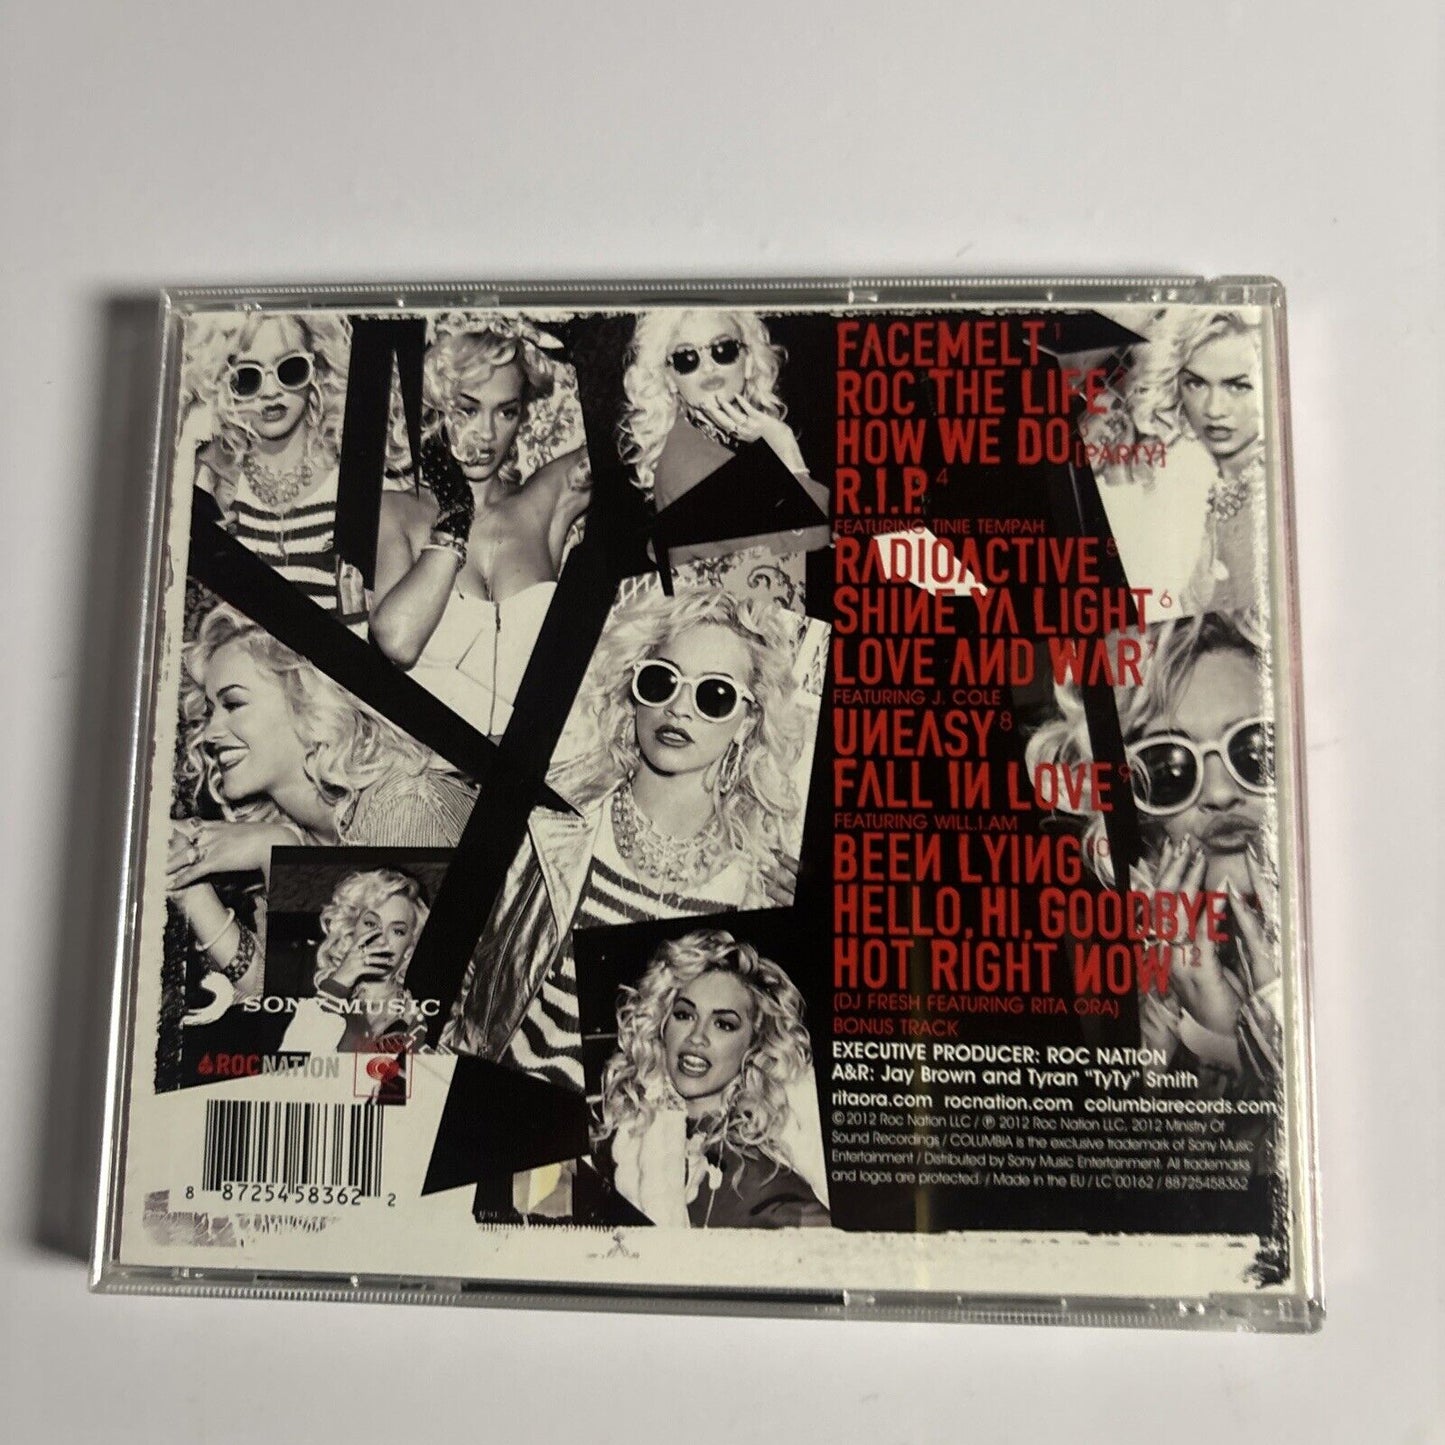 FACEMELT 1
ROC THE LIFE
HOW WE DO [PARTY]
R.I.P. 4
FEATURING TINIE TEMPAH
RADIOACTIVE 5
SHINE YA LIGHT 6
LOVE AND WAR 7
FEATURING J. COLE
UNEASY 8
FALL IN LOVE 9
FEATURING WILL.I.AM
BEEN LYING 10
HELLO, HI, GOODBYE
HOT RIGHT NOW 12
(DJ FRESH FEATURING RITA ORA)
BONUS TRACK
EXECUTIVE PRODUCER: ROC NATION
A&R: Jay Brown and Tyran "TyTy" Smith
ritaora.com rocnation.com columbiarecords.com
© 2012 Roc Nation LLC / ℗ 2012 Roc Nation LLC, 2012 Ministry Of
Sound Recordings / COLUMBIA is the exclusive trademark of Sony Music
Entertainment / Distributed by Sony Music Entertainment. All trademarks
and logos are protected. / Made in the EU / LC 00162 / 88725458362
SONY MUSIC
ROCNATION
8 87254 58362 2